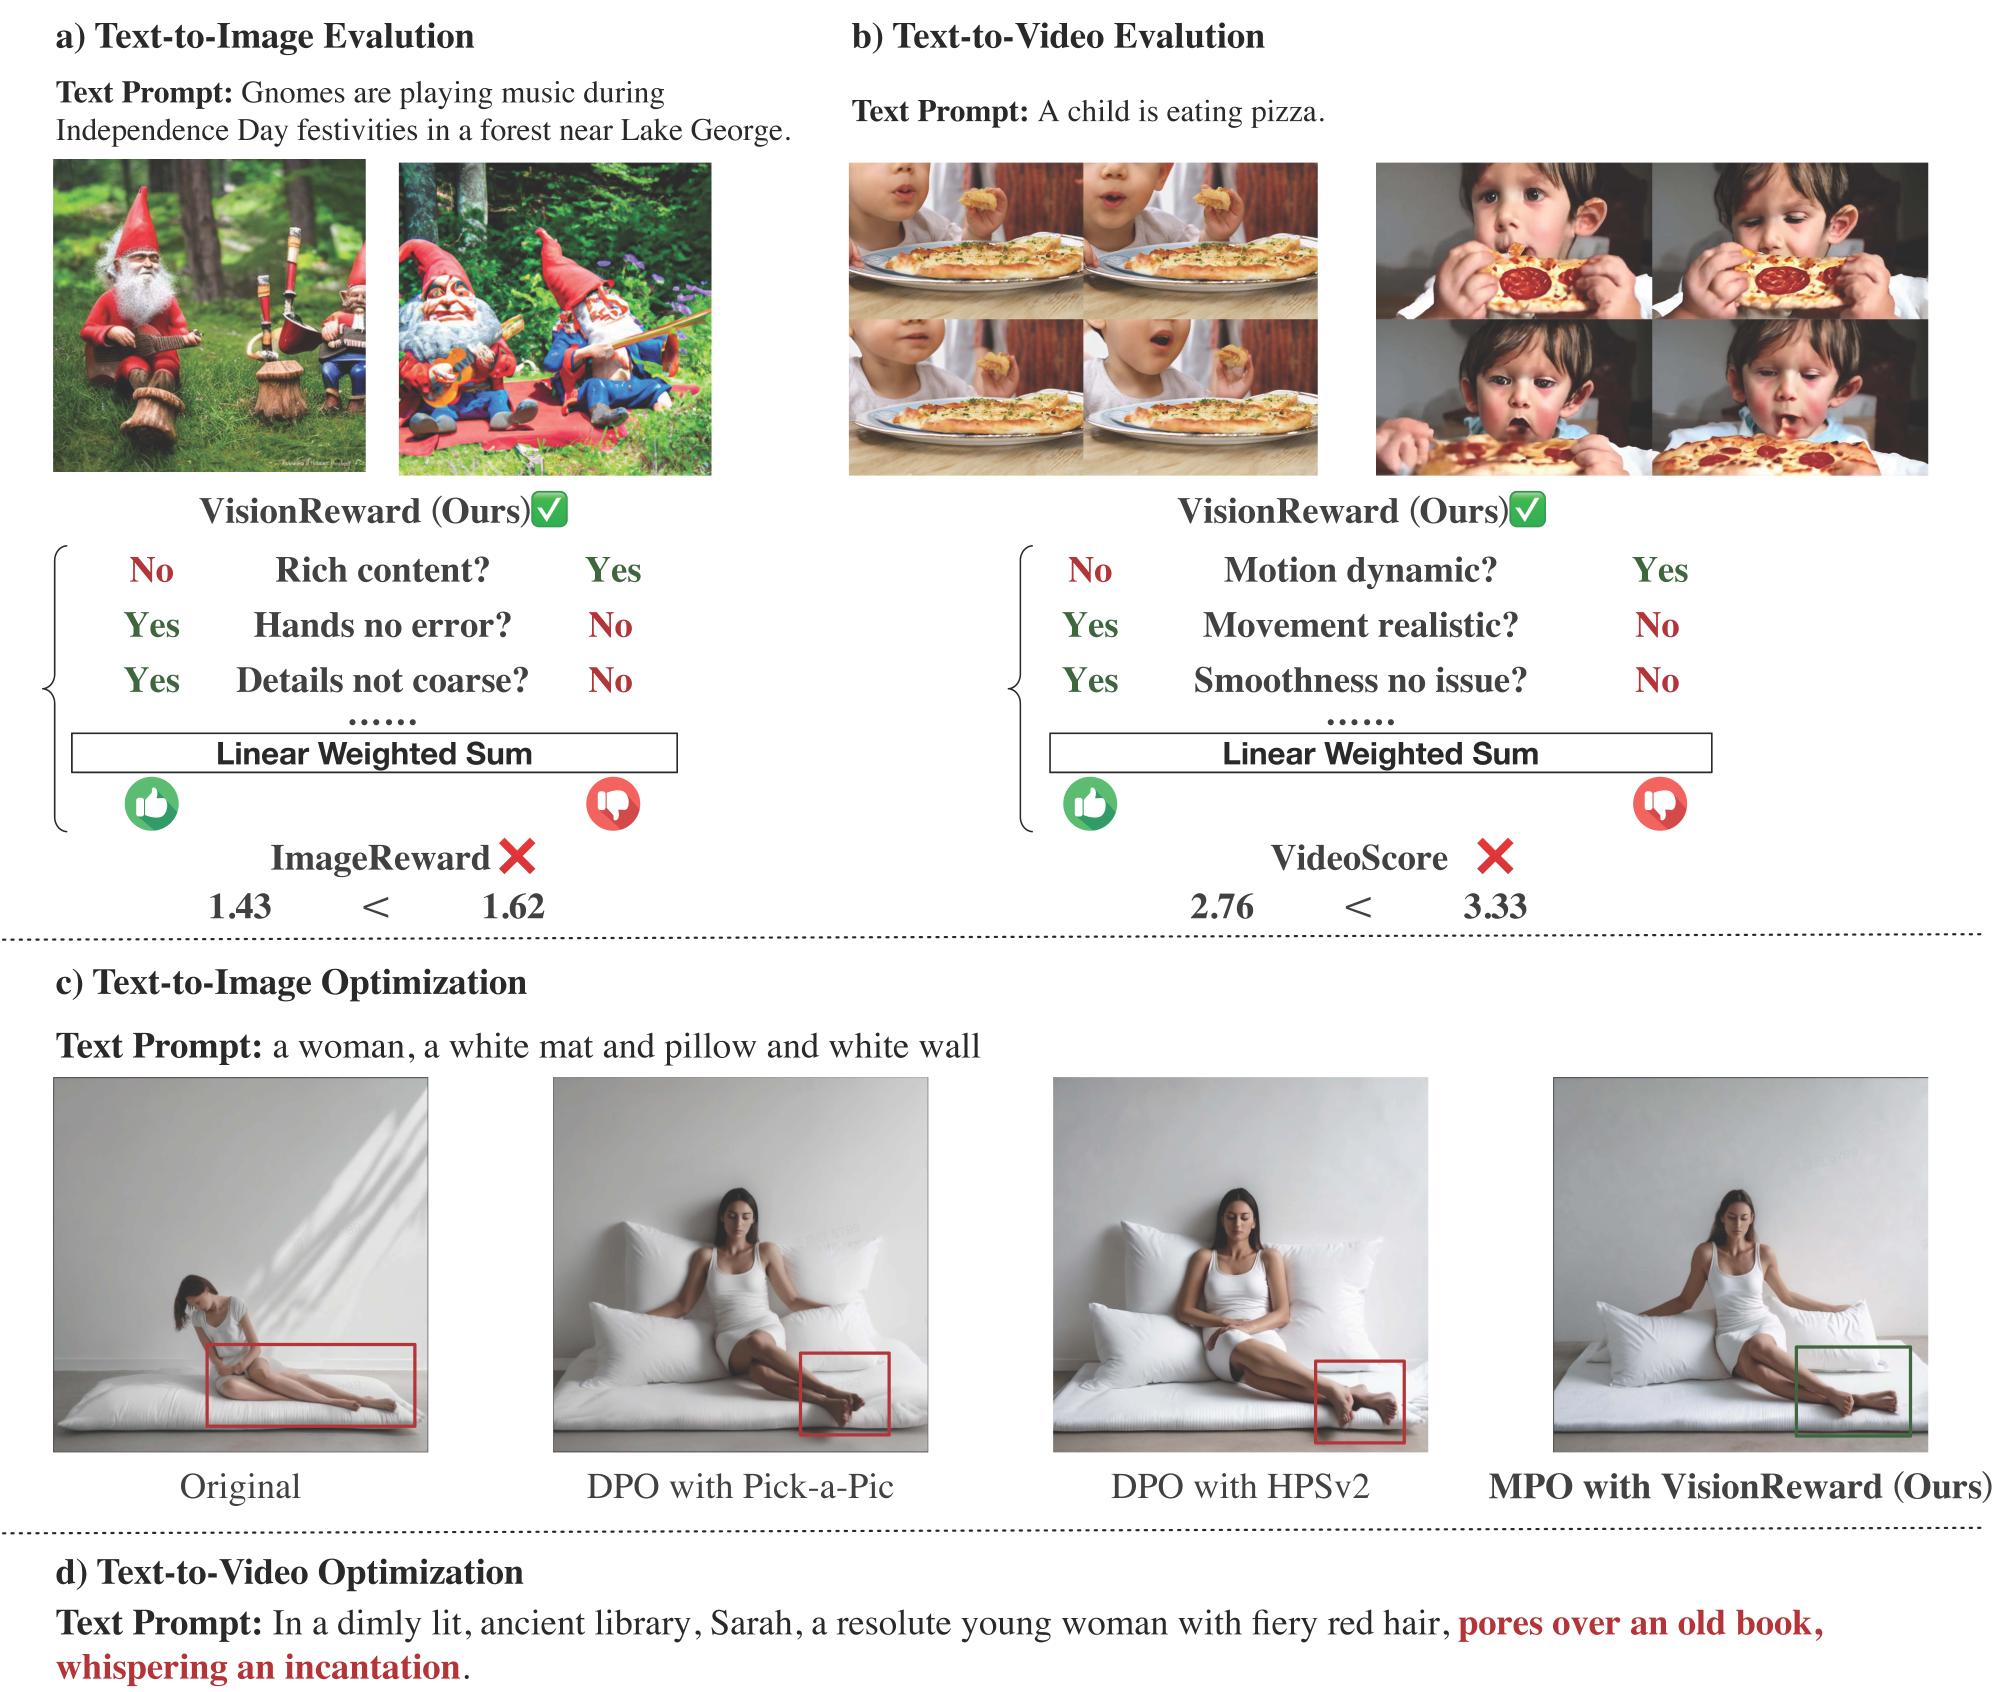 a) Text-to-Image Evalution
Text Prompt: Gnomes are playing music during
Independence Day festivities in a forest near Lake George.
VisionReward (Ours)
No Rich content? Yes
Yes Hands no error? No
Yes Details not coarse? No
......
Linear Weighted Sum
ImageReward
1.43 < 1.62
b) Text-to-Video Evalution
Text Prompt: A child is eating pizza.
VisionReward (Ours)
No Motion dynamic? Yes
Yes Movement realistic? No
Yes Smoothness no issue? No
......
Linear Weighted Sum
VideoScore
2.76 < 3.33
c) Text-to-Image Optimization
Text Prompt: a woman, a white mat and pillow and white wall
Original
DPO with Pick-a-Pic
DPO with HPSv2
MPO with VisionReward (Ours)
d) Text-to-Video Optimization
Text Prompt: In a dimly lit, ancient library, Sarah, a resolute young woman with fiery red hair, pores over an old book,
whispering an incantation.